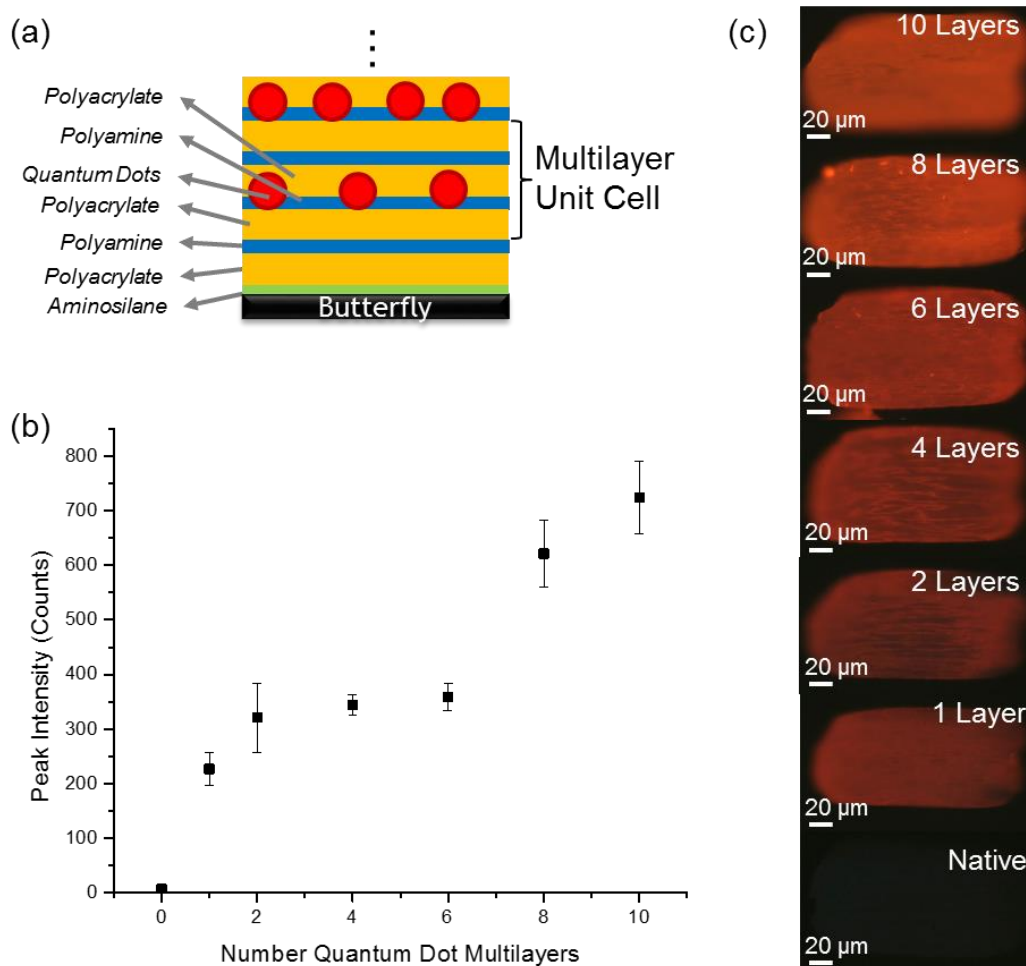 (a)
Polyacrylate
Polyamine
Quantum Dots
Polyacrylate
Polyamine
Polyacrylate
Aminosilane
Butterfly
Multilayer
Unit Cell
(b)
800
700
600
500
400
300
200
100
0
0 2 4 6 8 10
Peak Intensity (Counts)
Number Quantum Dot Multilayers
(c)
10 Layers
20 µm
8 Layers
20 µm
6 Layers
20 µm
4 Layers
20 µm
2 Layers
20 µm
1 Layer
20 µm
Native
20 µm